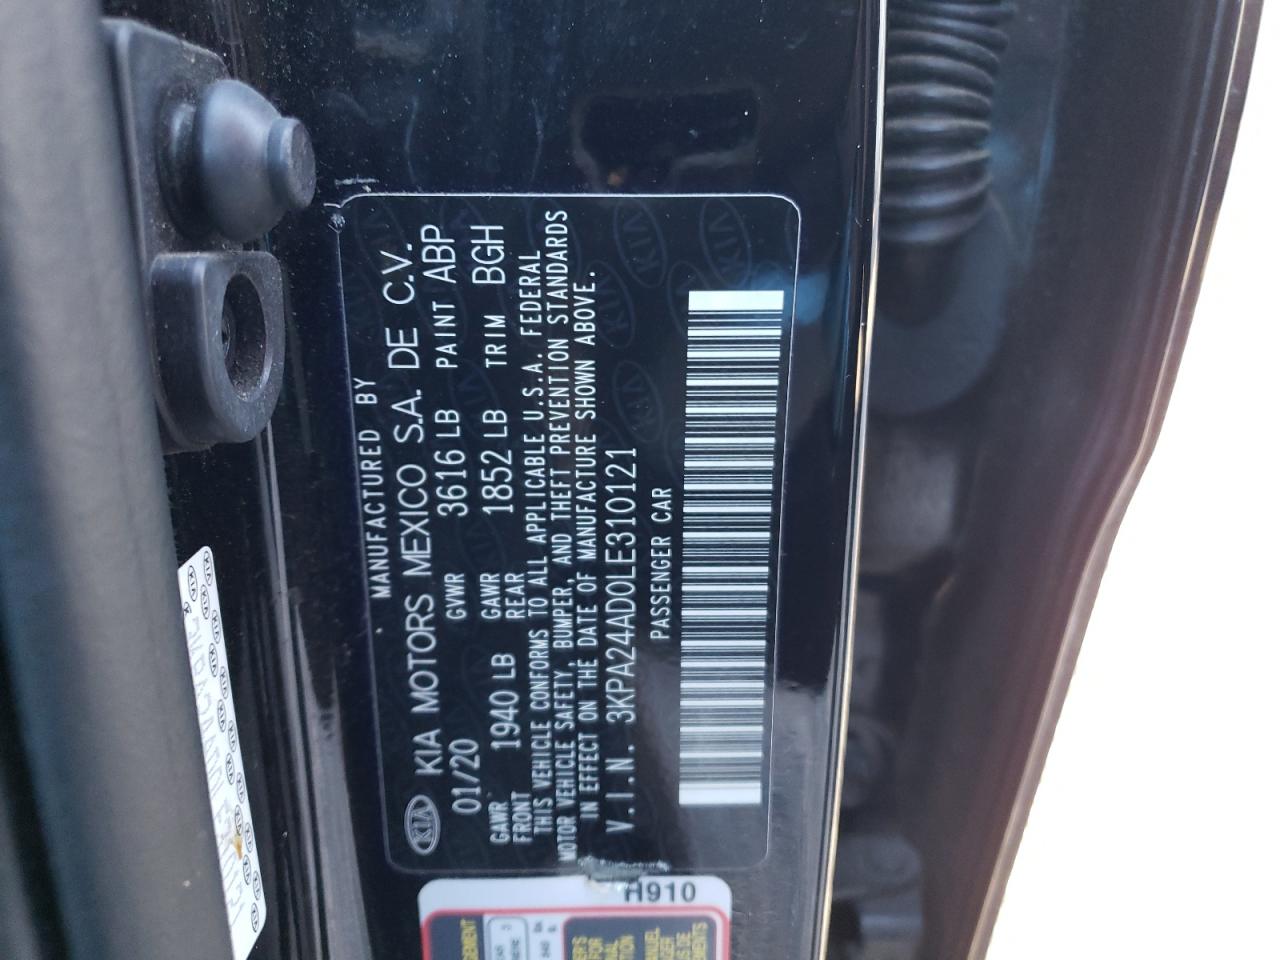 MANUFACTURED BY
KIA KIA MOTORS MEXICO S.A. DE C.V.
01/20 GVWR 3616 LB PAINT ABP
GAWR FRONT 1940 LB GAWR REAR 1852 LB TRIM BGH
THIS VEHICLE CONFORMS TO ALL APPLICABLE U.S.A. FEDERAL
MOTOR VEHICLE SAFETY, BUMPER, AND THEFT PREVENTION STANDARDS
IN EFFECT ON THE DATE OF MANUFACTURE SHOWN ABOVE.
V.I.N. 3KPA24AD0LE310121
PASSENGER CAR
H910